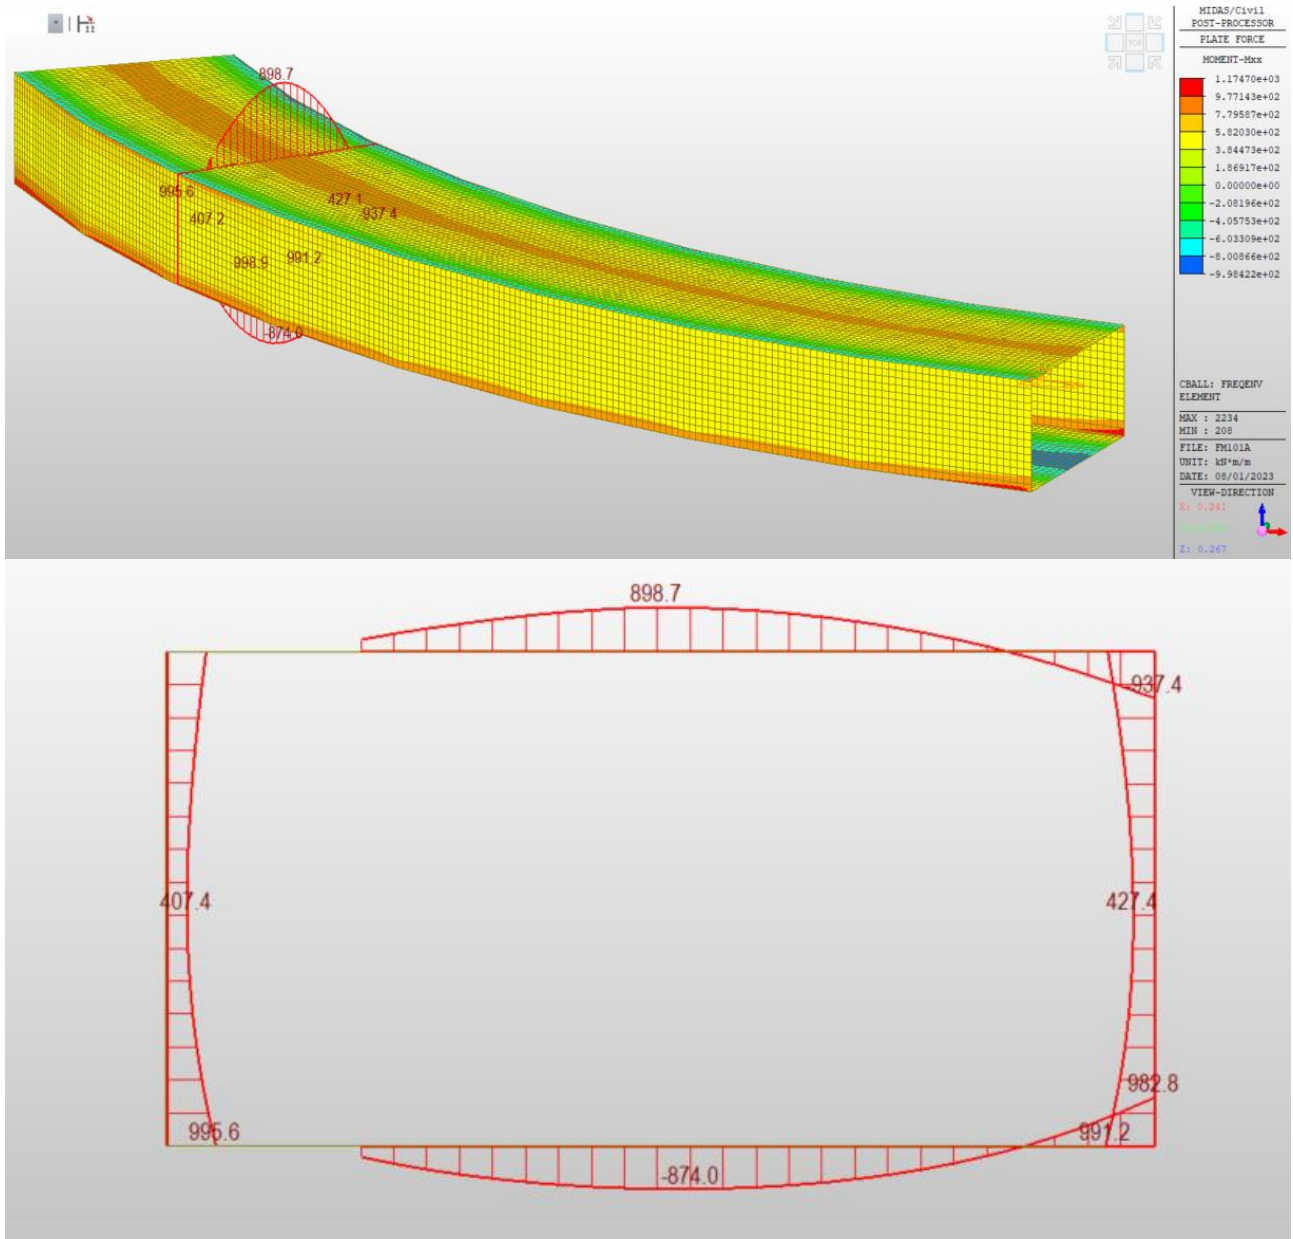 MIDAS/Civil
POST-PROCESSOR
PLATE FORCE
MOMENT-Mxx
1.17470e+03
9.77143e+02
7.79587e+02
5.82030e+02
3.84473e+02
1.86917e+02
0.00000e+00
-2.08196e+02
-4.05753e+02
-6.03309e+02
-8.00866e+02
-9.98422e+02
CBALL: FREQENV
ELEMENT
MAX : 2234
MIN : 208
FILE: FM101A
UNIT: kN*m/m
DATE: 08/01/2023
VIEW-DIRECTION
X: 0.241
Z: 0.267
TOP
898.7
995.6
407.2
427.1
937.4
998.9
991.2
-874.0
898.7
937.4
407.4
427.4
982.8
995.6
991.2
-874.0